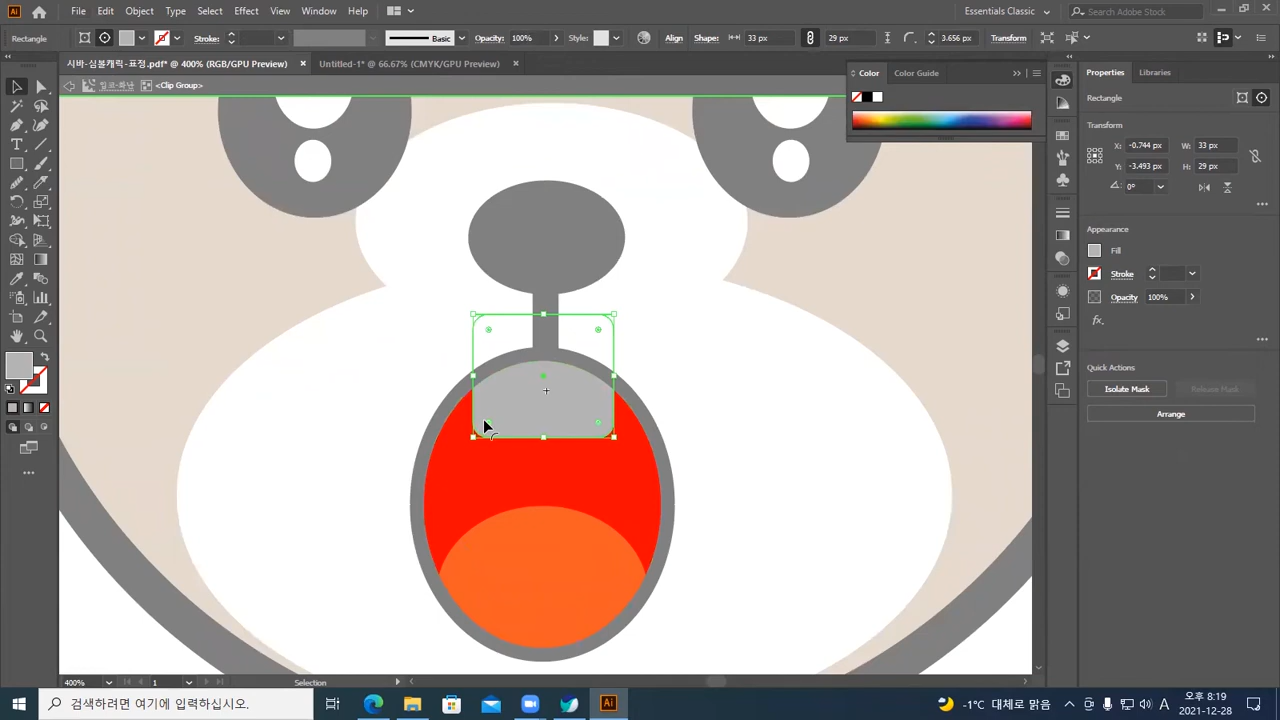 Ai File Edit Object Type Select Effect View Window Help Essentials Classic Search Adobe Stock
Rectangle Stroke: Basic Opacity: 100% Style: Align Shape: 33 px 29 px 3.656 px Transform
시바-심볼캐릭-표정.pdf* @ 400% (RGB/GPU Preview) Untitled-1* @ 66.67% (CMYK/GPU Preview)
<Clip Group>
Color Color Guide
Properties Libraries
Rectangle
Transform
X: -0.744 px W: 33 px
Y: -3.493 px H: 29 px
0°
Appearance
Fill
Stroke
Opacity 100%
fx.
Quick Actions
Isolate Mask Release Mask
Arrange
400% 1 Selection
검색하려면 여기에 입력하십시오. Ai -1°C 대체로 맑음 A 오후 8:19
2021-12-28